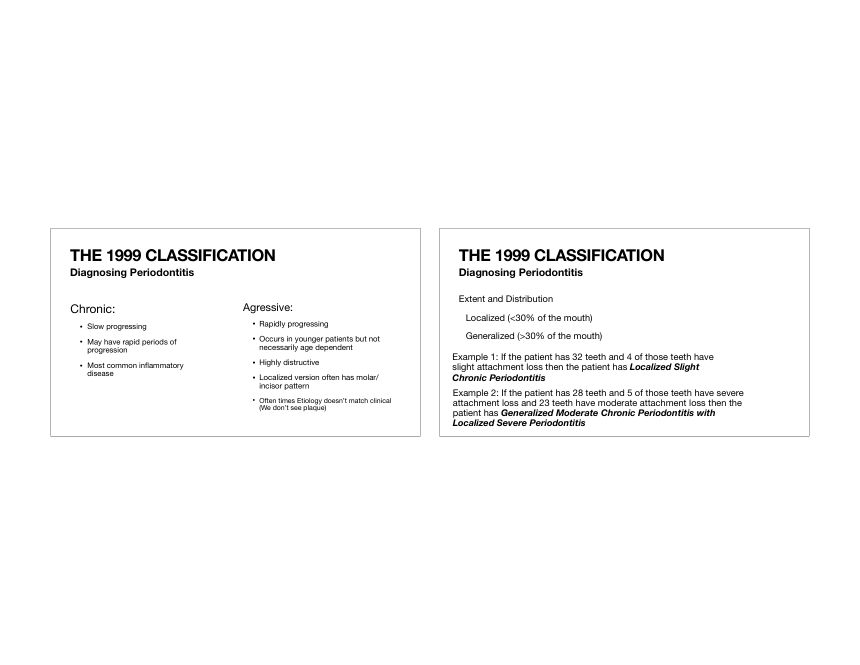 THE 1999 CLASSIFICATION
Diagnosing Periodontitis
Chronic:
• Slow progressing
• May have rapid periods of
progression
• Most common inflammatory
disease
Agressive:
• Rapidly progressing
• Occurs in younger patients but not
necessarily age dependent
• Highly distructive
• Localized version often has molar/
incisor pattern
• Often times Etiology doesn't match clinical
(We don't see plaque)
THE 1999 CLASSIFICATION
Diagnosing Periodontitis
Extent and Distribution
Localized (<30% of the mouth)
Generalized (>30% of the mouth)
Example 1: If the patient has 32 teeth and 4 of those teeth have
slight attachment loss then the patient has Localized Slight
Chronic Periodontitis
Example 2: If the patient has 28 teeth and 5 of those teeth have severe
attachment loss and 23 teeth have moderate attachment loss then the
patient has Generalized Moderate Chronic Periodontitis with
Localized Severe Periodontitis